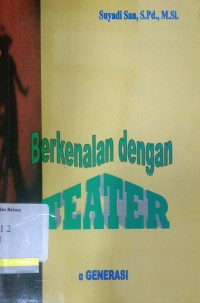 Suyadi San, S.Pd., M.Si.
Berkenalan dengan
TEATER
GENERASI